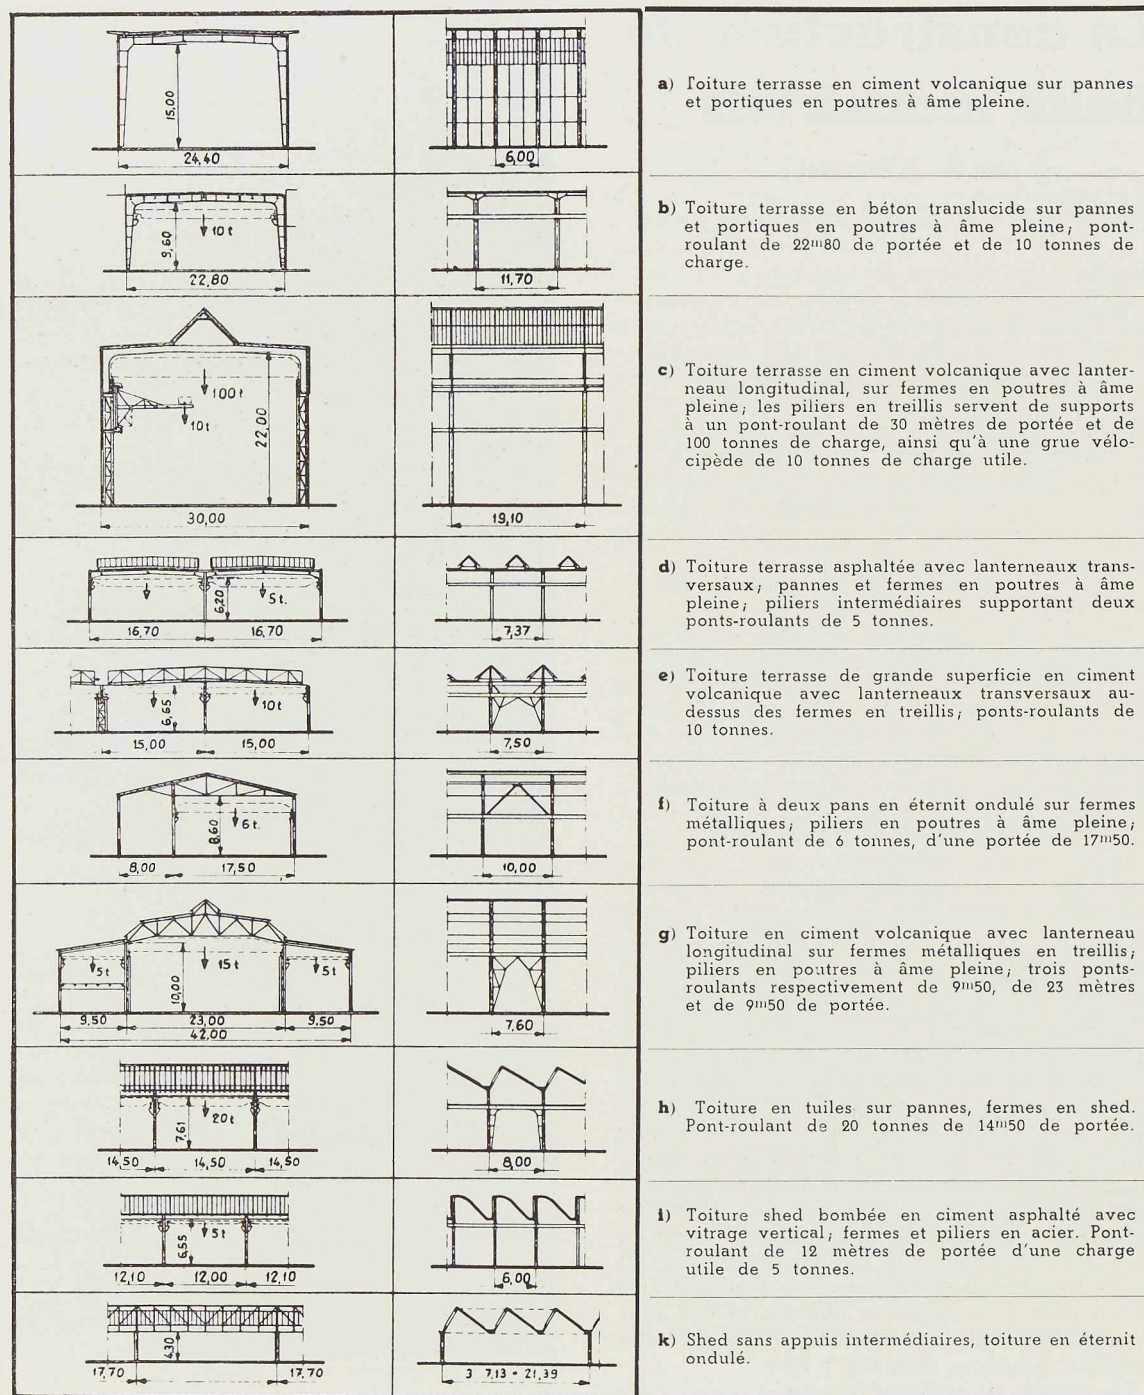 15,00
24,40
6,00
a) Toiture terrasse en ciment volcanique sur pannes
et portiques en poutres à âme pleine.
10t
9,60
22,80
11,70
b) Toiture terrasse en béton translucide sur pannes
et portiques en poutres à âme pleine; pont-
roulant de 22m80 de portée et de 10 tonnes de
charge.
100t
10t
22,00
30,00
19,10
c) Toiture terrasse en ciment volcanique avec lanter-
neau longitudinal, sur fermes en poutres à âme
pleine; les piliers en treillis servent de supports
à un pont-roulant de 30 mètres de portée et de
100 tonnes de charge, ainsi qu'à une grue vélo-
cipède de 10 tonnes de charge utile.
6,20
5t.
16,70 16,70
7,37
d) Toiture terrasse asphaltée avec lanterneaux trans-
versaux; pannes et fermes en poutres à âme
pleine; piliers intermédiaires supportant deux
ponts-roulants de 5 tonnes.
6,65
10t
15,00 15,00
7,50
e) Toiture terrasse de grande superficie en ciment
volcanique avec lanterneaux transversaux au-
dessus des fermes en treillis; ponts-roulants de
10 tonnes.
8,60
6t.
8,00 17,50
10,00
f) Toiture à deux pans en éternit ondulé sur fermes
métalliques; piliers en poutres à âme pleine;
pont-roulant de 6 tonnes, d'une portée de 17m50.
5t 15t 5t
10,00
9,50 23,00 9,50
42,00
7,60
g) Toiture en ciment volcanique avec lanterneau
longitudinal sur fermes métalliques en treillis;
piliers en poutres à âme pleine; trois ponts-
roulants respectivement de 9m50, de 23 mètres
et de 9m50 de portée.
7,61
20t
14,50 14,50 14,50
8,00
h) Toiture en tuiles sur pannes, fermes en shed.
Pont-roulant de 20 tonnes de 14m50 de portée.
6,55
5t
12,10 12,00 12,10
6,00
i) Toiture shed bombée en ciment asphalté avec
vitrage vertical; fermes et piliers en acier. Pont-
roulant de 12 mètres de portée d'une charge
utile de 5 tonnes.
4,30
17,70 17,70
3 7,13 = 21,39
k) Shed sans appuis intermédiaires, toiture en éternit
ondulé.